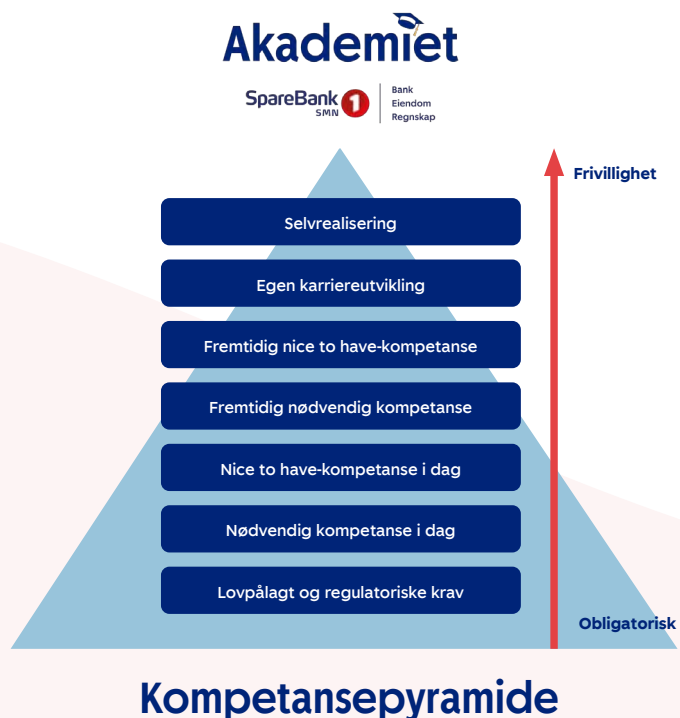 Akademiet
SpareBank 1
SMN
Bank
Eiendom
Regnskap
Frivillighet
Selvrealisering
Egen karriereutvikling
Fremtidig nice to have-kompetanse
Fremtidig nødvendig kompetanse
Nice to have-kompetanse i dag
Nødvendig kompetanse i dag
Lovpålagt og regulatoriske krav
Obligatorisk
Kompetansepyramide